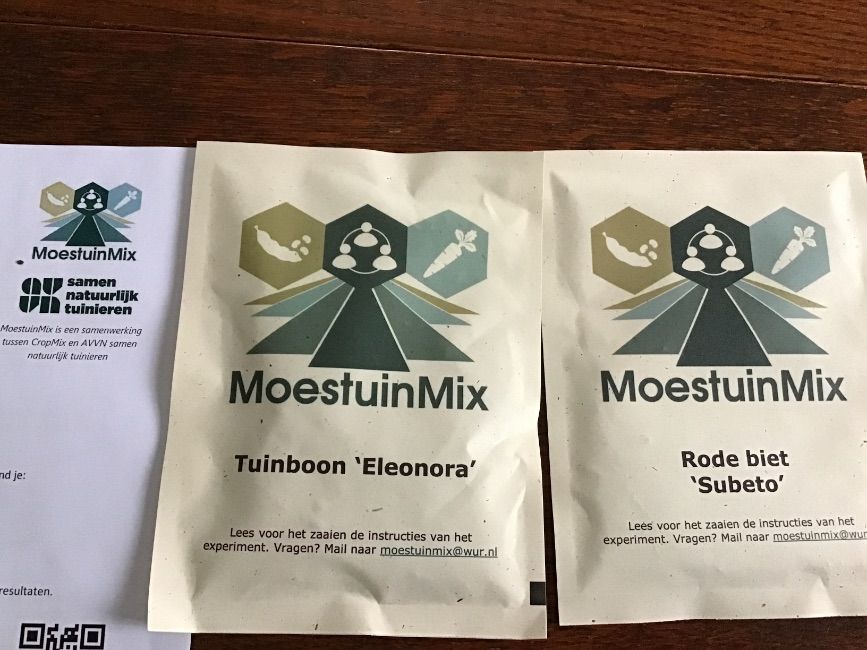 MoestuinMix
samen
natuurlijk
tuinieren
MoestuinMix is een samenwerking
tussen CropMix en AVVN samen
natuurlijk tuinieren
nd je:
resultaten.
MoestuinMix
Tuinboon ‘Eleonora’
Lees voor het zaaien de instructies van het
experiment. Vragen? Mail naar moestuinmix@wur.nl
MoestuinMix
Rode biet
‘Subeto’
Lees voor het zaaien de instructies van het
experiment. Vragen? Mail naar moestuinmix@wur